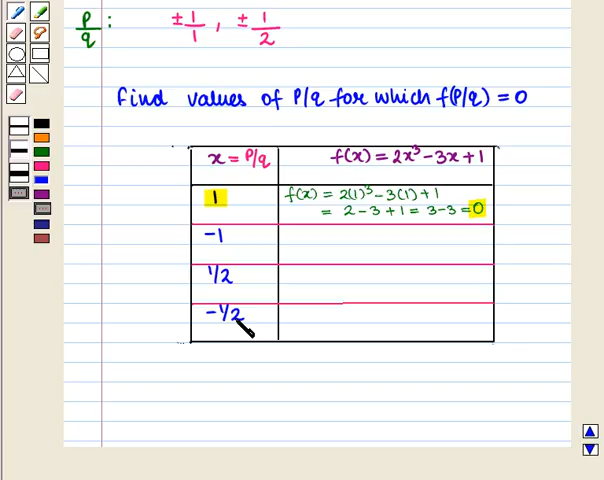 P/q : ±1/1 , ±1/2
find values of P/q for which f(P/q) = 0
x = P/q f(x) = 2x³ - 3x + 1
1 f(x) = 2(1)³ - 3(1) + 1
= 2 - 3 + 1 = 3 - 3 = 0
-1
1/2
-1/2